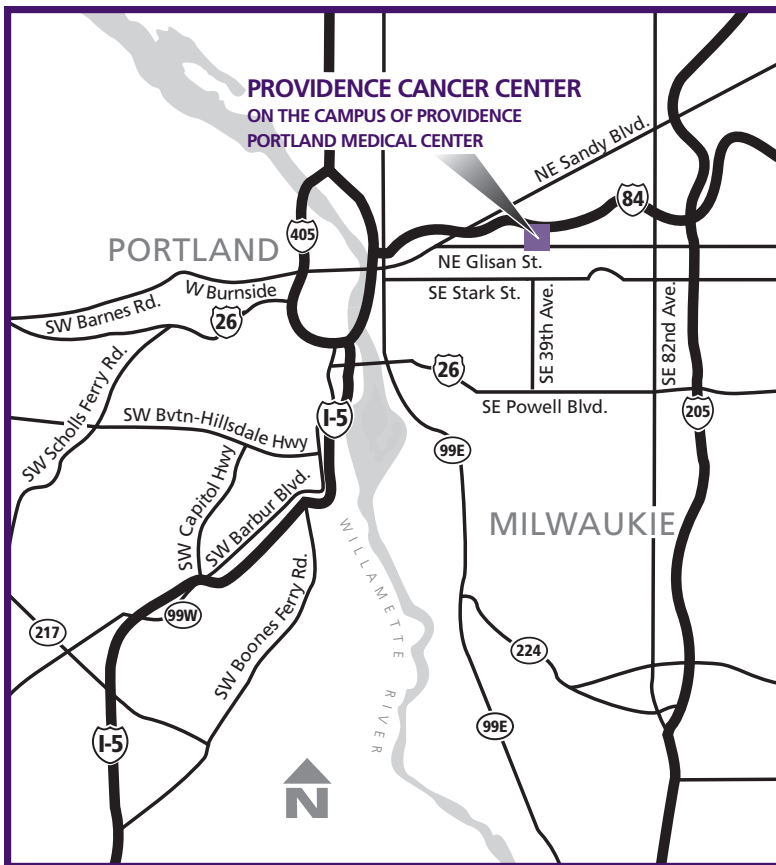 PROVIDENCE CANCER CENTER
ON THE CAMPUS OF PROVIDENCE
PORTLAND MEDICAL CENTER
NE Sandy Blvd.
84
405
PORTLAND
NE Glisan St.
W Burnside
SE Stark St.
SW Barnes Rd.
26
SE 39th Ave.
SE 82nd Ave.
26
SW Scholls Ferry Rd.
SE Powell Blvd.
SW Bvtn-Hillsdale Hwy
I-5
205
99E
SW Capitol Hwy
SW Barbur Blvd.
MILWAUKIE
WILLAMETTE RIVER
99W
SW Boones Ferry Rd.
217
224
99E
I-5
N